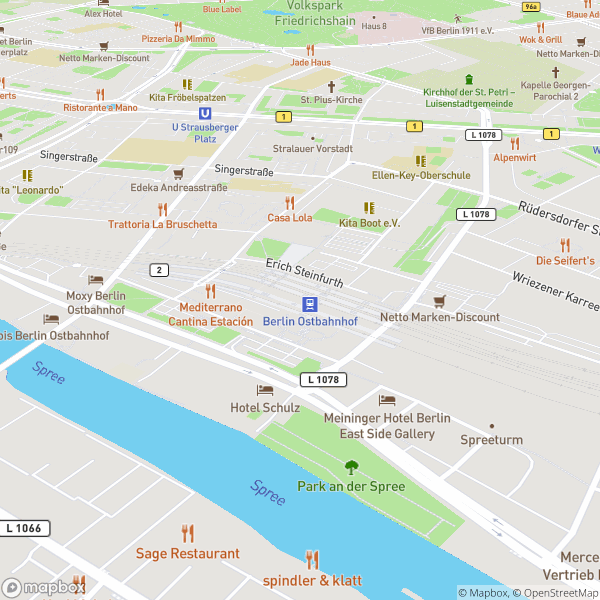 Alex Hotel
Blue Label
Volkspark
Friedrichshain
96a
Blaue Adler
Pizzeria Da Mimmo
Haus 8
VfB Berlin 1911 e.V.
Netto Marken-Discount
Jade Haus
Wok & Grill
Netto Marken-Discount
Kita Fröbelspatzen
St. Pius-Kirche
Kirchhof der St. Petri –
Luisenstadtgemeinde
Kapelle Georgen-
Parochial 2
Ristorante a Mano
U Strausberger
Platz
1
1
L 1078
1
Singerstraße
Stralauer Vorstadt
Alpenwirt
Singerstraße
Ellen-Key-Oberschule
Kita "Leonardo"
Edeka Andreasstraße
Trattoria La Bruschetta
Casa Lola
Kita Boot e.V.
L 1078
Rüdersdorfer St
Die Seifert's
2
Erich Steinfurth
Wriezener Karree
Moxy Berlin
Ostbahnhof
Mediterrano
Cantina Estación
Berlin Ostbahnhof
Netto Marken-Discount
ibis Berlin Ostbahnhof
Spree
L 1078
Hotel Schulz
Meininger Hotel Berlin
East Side Gallery
Spreeturm
Spree
Park an der Spree
L 1066
Sage Restaurant
spindler & klatt
Merce
Vertrieb
mapbox
© Mapbox, © OpenStreetMap